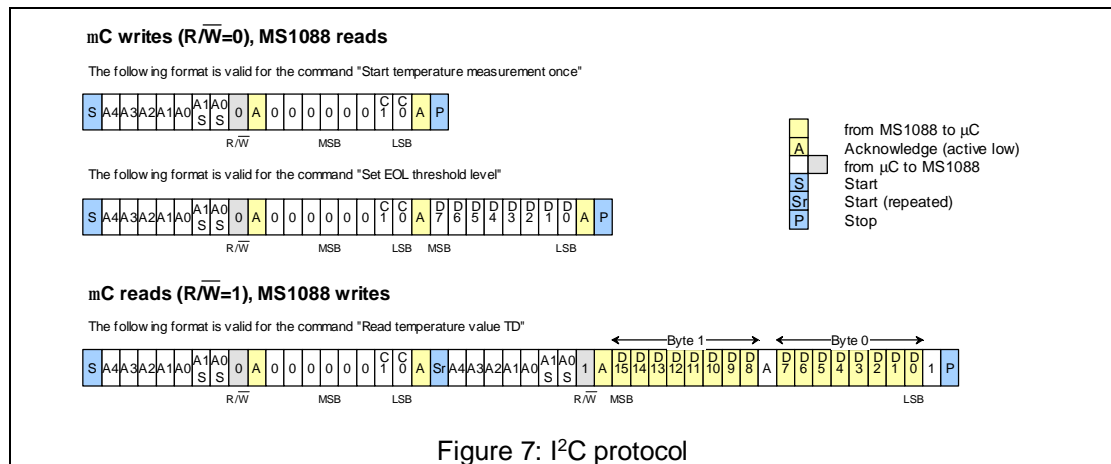 mC writes (R/W̅=0), MS1088 reads
The following format is valid for the command "Start temperature measurement once"
S A4 A3 A2 A1 A0 A1S A0S 0 A 0 0 0 0 0 0 C1 C0 A P
R/W̅ MSB LSB
from MS1088 to μC
A Acknowledge (active low)
from μC to MS1088
S Start
Sr Start (repeated)
P Stop
The following format is valid for the command "Set EOL threshold level"
S A4 A3 A2 A1 A0 A1S A0S 0 A 0 0 0 0 0 0 C1 C0 A D7 D6 D5 D4 D3 D2 D1 D0 A P
R/W̅ MSB LSB MSB LSB
mC reads (R/W̅=1), MS1088 writes
The following format is valid for the command "Read temperature value TD"
Byte 1 Byte 0
S A4 A3 A2 A1 A0 A1S A0S 0 A 0 0 0 0 0 0 C1 C0 A Sr A4 A3 A2 A1 A0 A1S A0S 1 A D15 D14 D13 D12 D11 D10 D9 D8 A D7 D6 D5 D4 D3 D2 D1 D0 1 P
R/W̅ MSB LSB R/W̅ MSB LSB
Figure 7: I²C protocol